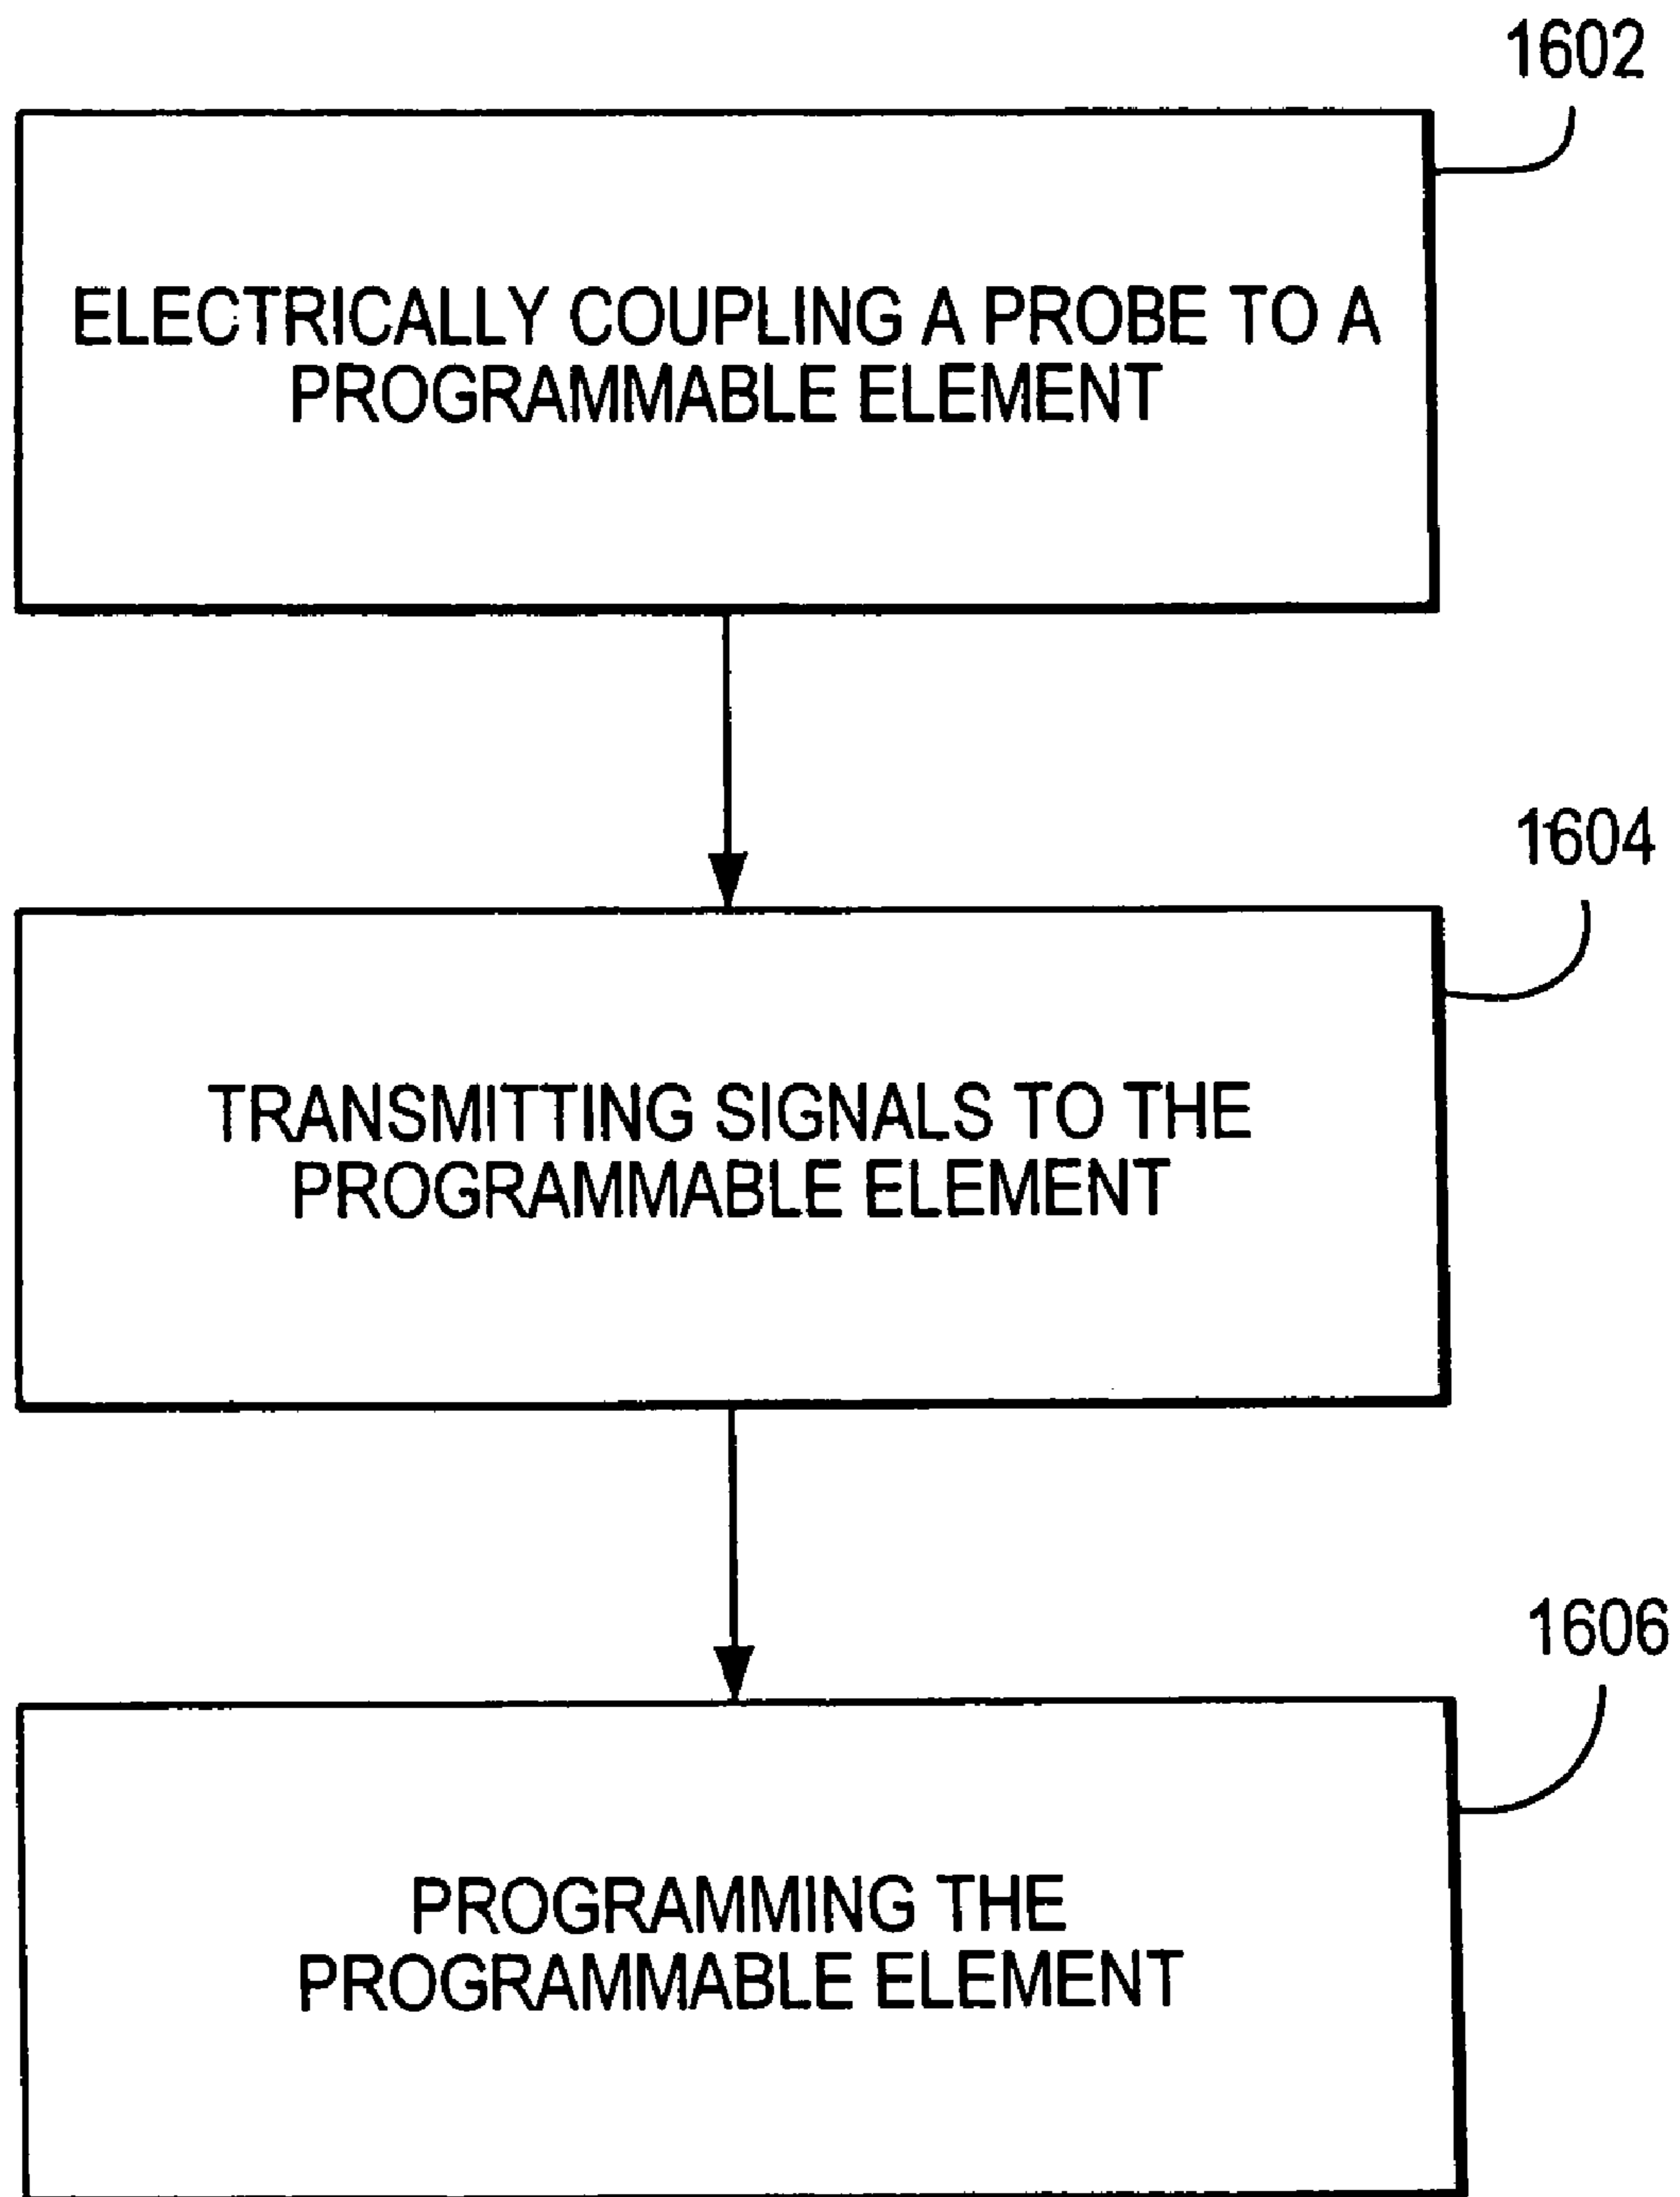 1602
ELECTRICALLY COUPLING A PROBE TO A
PROGRAMMABLE ELEMENT
1604
TRANSMITTING SIGNALS TO THE
PROGRAMMABLE ELEMENT
1606
PROGRAMMING THE
PROGRAMMABLE ELEMENT